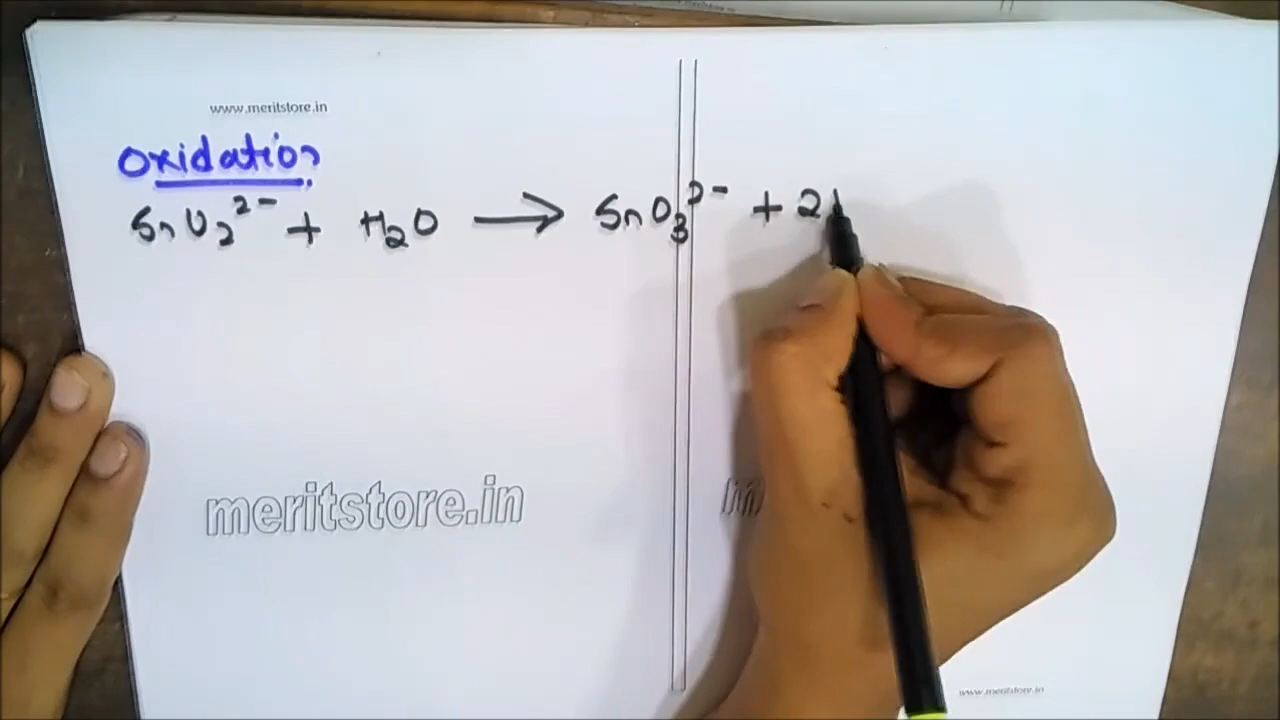 www.meritstore.in
Oxidation
SnO₂²⁻ + H₂O → SnO₃²⁻ + 2
meritstore.in
www.meritstore.in